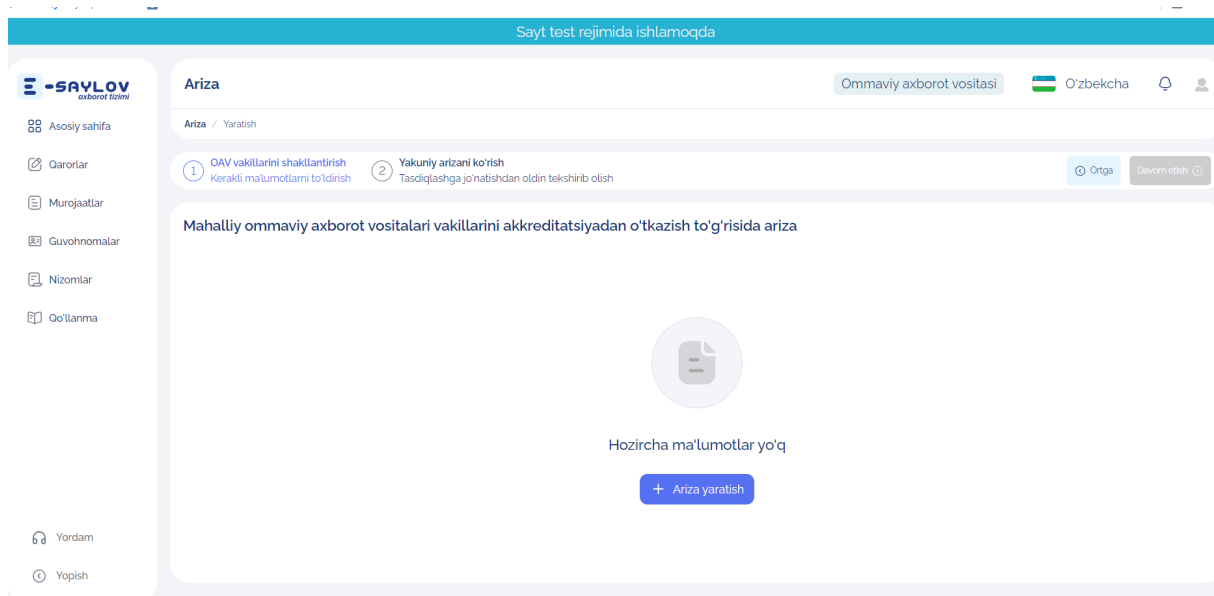 Sayt test rejimida ishlamoqda
E-SAYLOV
axborot tizimi
Asosiy sahifa
Qarorlar
Murojaatlar
Guvohnomalar
Nizomlar
Qo'llanma
Yordam
Yopish
Ariza
Ommaviy axborot vositasi
O'zbekcha
Ariza / Yaratish
1 OAV vakillarini shakllantirish
Kerakli ma'lumotlarni to'ldirish
2 Yakuniy arizani ko'rish
Tasdiqlashga jo'natishdan oldin tekshirib olish
Ortga
Davom etish
Mahalliy ommaviy axborot vositalari vakillarini akkreditatsiyadan o'tkazish to'g'risida ariza
Hozircha ma'lumotlar yo'q
+ Ariza yaratish